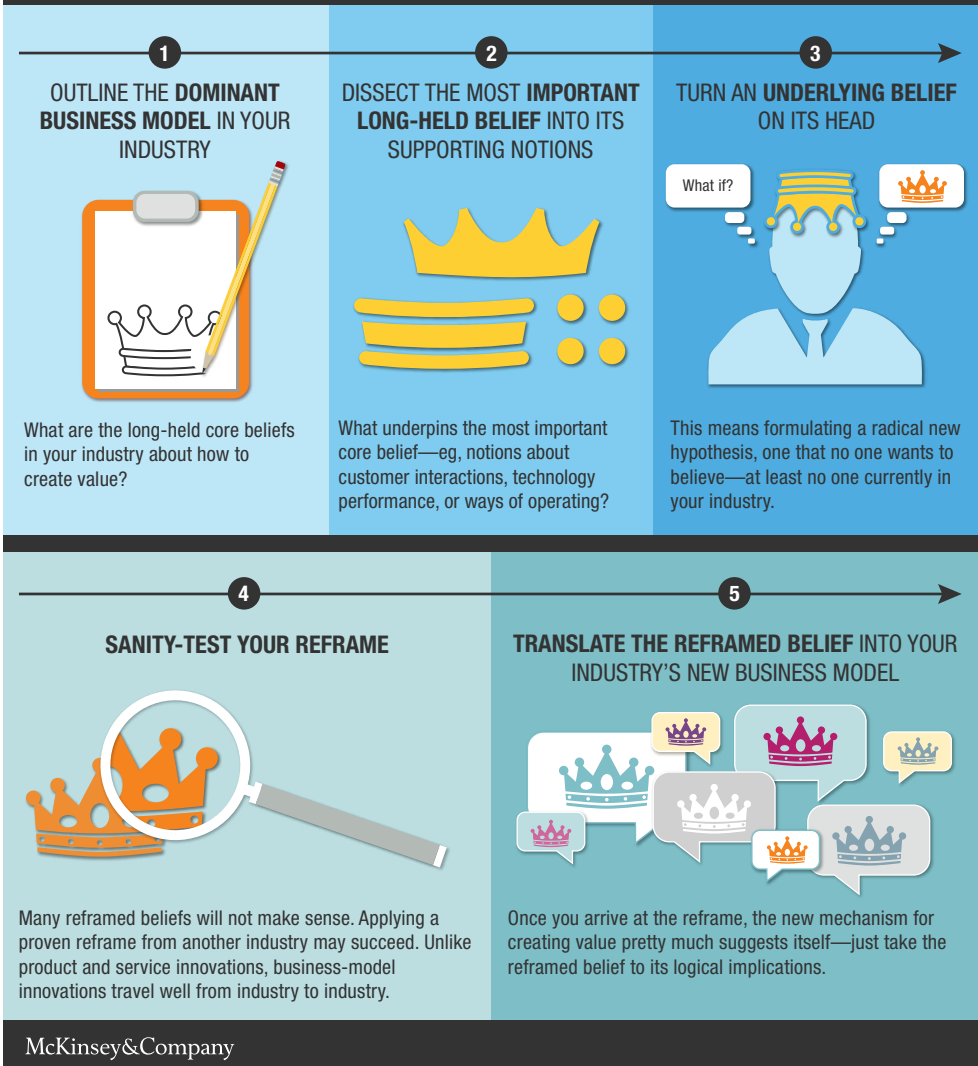 1
OUTLINE THE DOMINANT
BUSINESS MODEL IN YOUR
INDUSTRY
What are the long-held core beliefs
in your industry about how to
create value?
2
DISSECT THE MOST IMPORTANT
LONG-HELD BELIEF INTO ITS
SUPPORTING NOTIONS
What underpins the most important
core belief—eg, notions about
customer interactions, technology
performance, or ways of operating?
3
TURN AN UNDERLYING BELIEF
ON ITS HEAD
What if?
This means formulating a radical new
hypothesis, one that no one wants to
believe—at least no one currently in
your industry.
4
SANITY-TEST YOUR REFRAME
Many reframed beliefs will not make sense. Applying a
proven reframe from another industry may succeed. Unlike
product and service innovations, business-model
innovations travel well from industry to industry.
5
TRANSLATE THE REFRAMED BELIEF INTO YOUR
INDUSTRY'S NEW BUSINESS MODEL
Once you arrive at the reframe, the new mechanism for
creating value pretty much suggests itself—just take the
reframed belief to its logical implications.
McKinsey&Company